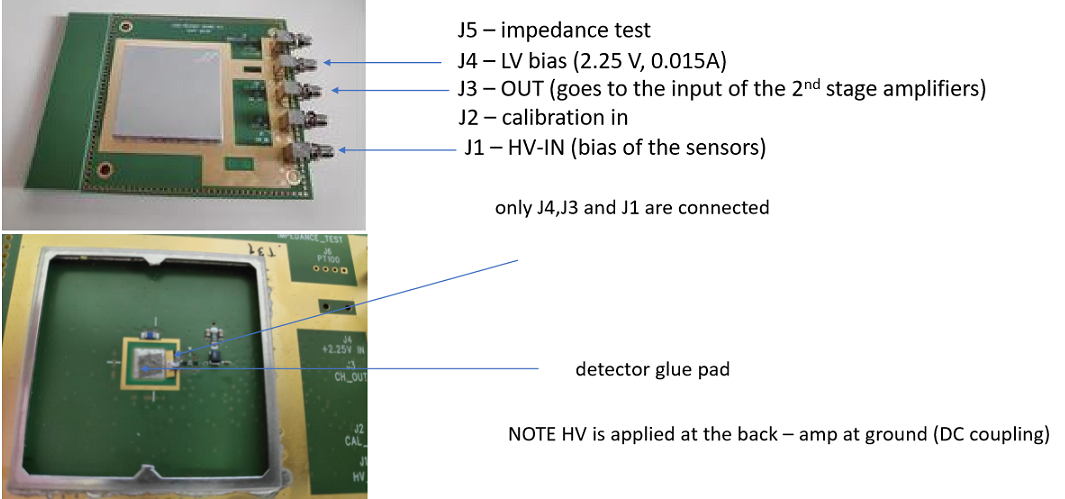 J5 – impedance test
J4 – LV bias (2.25 V, 0.015A)
J3 – OUT (goes to the input of the 2nd stage amplifiers)
J2 – calibration in
J1 – HV-IN (bias of the sensors)
only J4,J3 and J1 are connected
IMPEDANCE_TEST
J6
PT100
J4
+2.25V IN
J3
CH_OUT
J2
CAL_
J1
HV_
detector glue pad
NOTE HV is applied at the back – amp at ground (DC coupling)